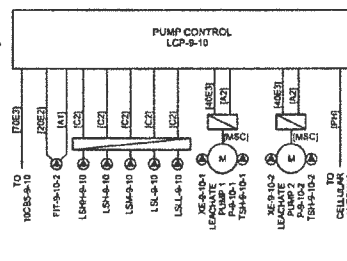 PUMP CONTROL
LCP-9-10
[70E3]
[20E2]
[A1]
[C2]
[C2]
[C2]
[C2]
[C2]
[40E3]
[A2]
[40E3]
[A2]
[PH]
[MSC]
[MSC]
M
M
TO
10CB5-9-10
FIT-9-10-2
LSHH-9-10
LSH-9-10
LSM-9-10
LSL-9-10
LSLL-9-10
XE-9-10-1
LEACHATE
PUMP 1
P-9-10-1
TSH-9-10-1
XE-9-10-2
LEACHATE
PUMP 2
P-9-10-2
TSH-9-10-2
TO
CELLULAR